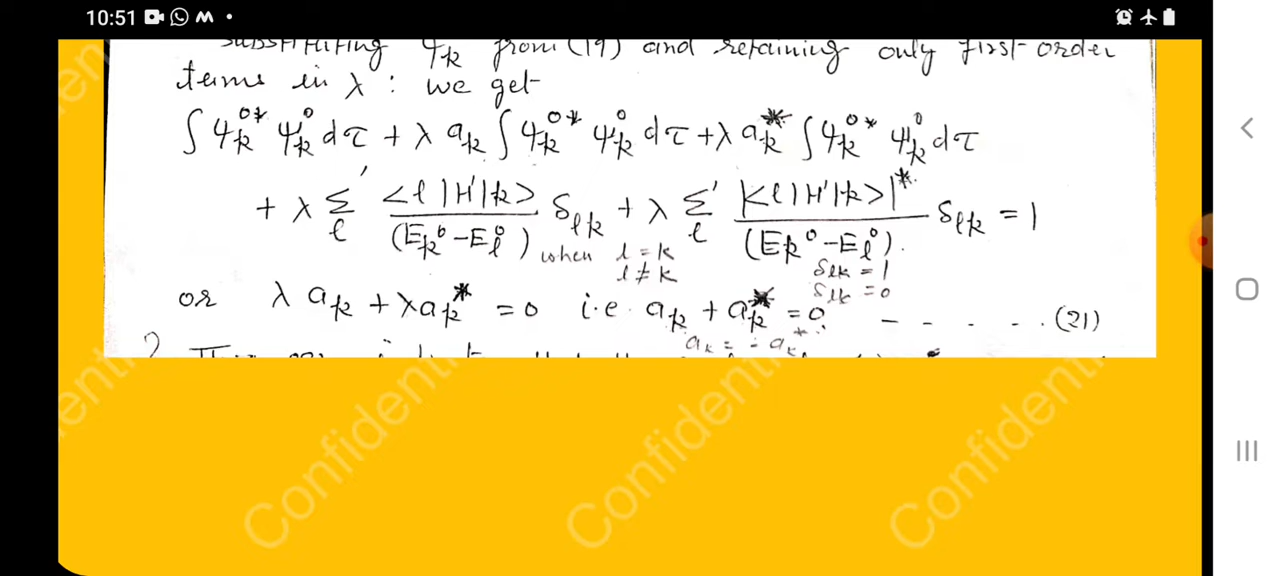 10:51
substituting ψk from (19) and retaining only first-order
terms in λ : we get
∫ ψk⁰* ψk⁰ dτ + λ ak ∫ ψk⁰* ψk⁰ dτ + λ ak* ∫ ψk⁰* ψk⁰ dτ
+ λ Σ'l <l|H'|k> / (Ek⁰ − El⁰) δlk + λ Σ'l |<l|H'|k>|* / (Ek⁰ − El⁰). δlk = 1
when l = k δlk = 1
l ≠ k δlk = 0
or λ ak + λ ak* = 0 i.e. ak + ak* = 0 - - - - . (21)
ak = - ak*
Confidential
Confidential
Confidential